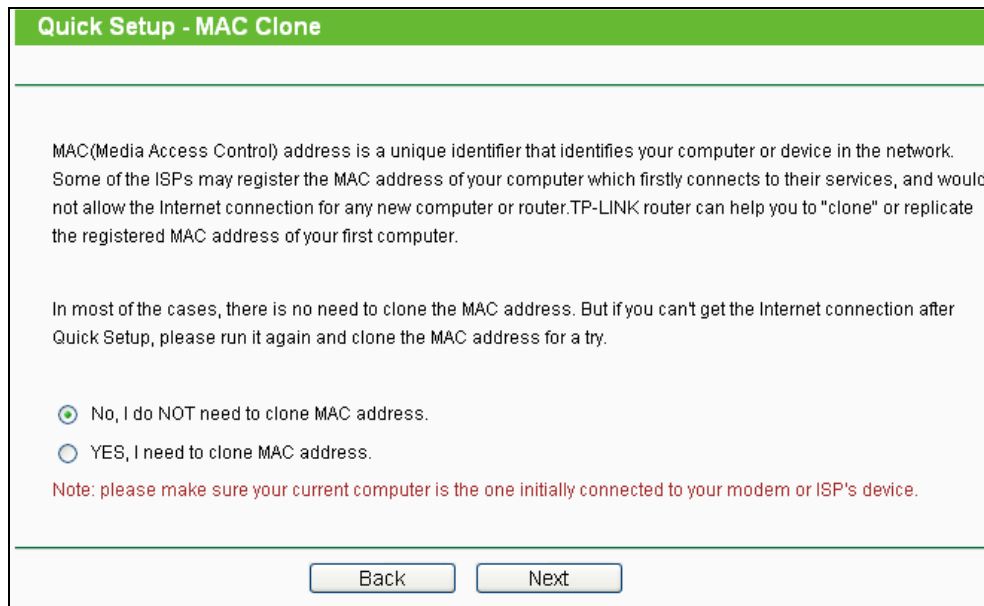 Quick Setup - MAC Clone
MAC(Media Access Control) address is a unique identifier that identifies your computer or device in the network.
Some of the ISPs may register the MAC address of your computer which firstly connects to their services, and would
not allow the Internet connection for any new computer or router.TP-LINK router can help you to "clone" or replicate
the registered MAC address of your first computer.
In most of the cases, there is no need to clone the MAC address. But if you can't get the Internet connection after
Quick Setup, please run it again and clone the MAC address for a try.
No, I do NOT need to clone MAC address.
YES, I need to clone MAC address.
Note: please make sure your current computer is the one initially connected to your modem or ISP's device.
Back Next